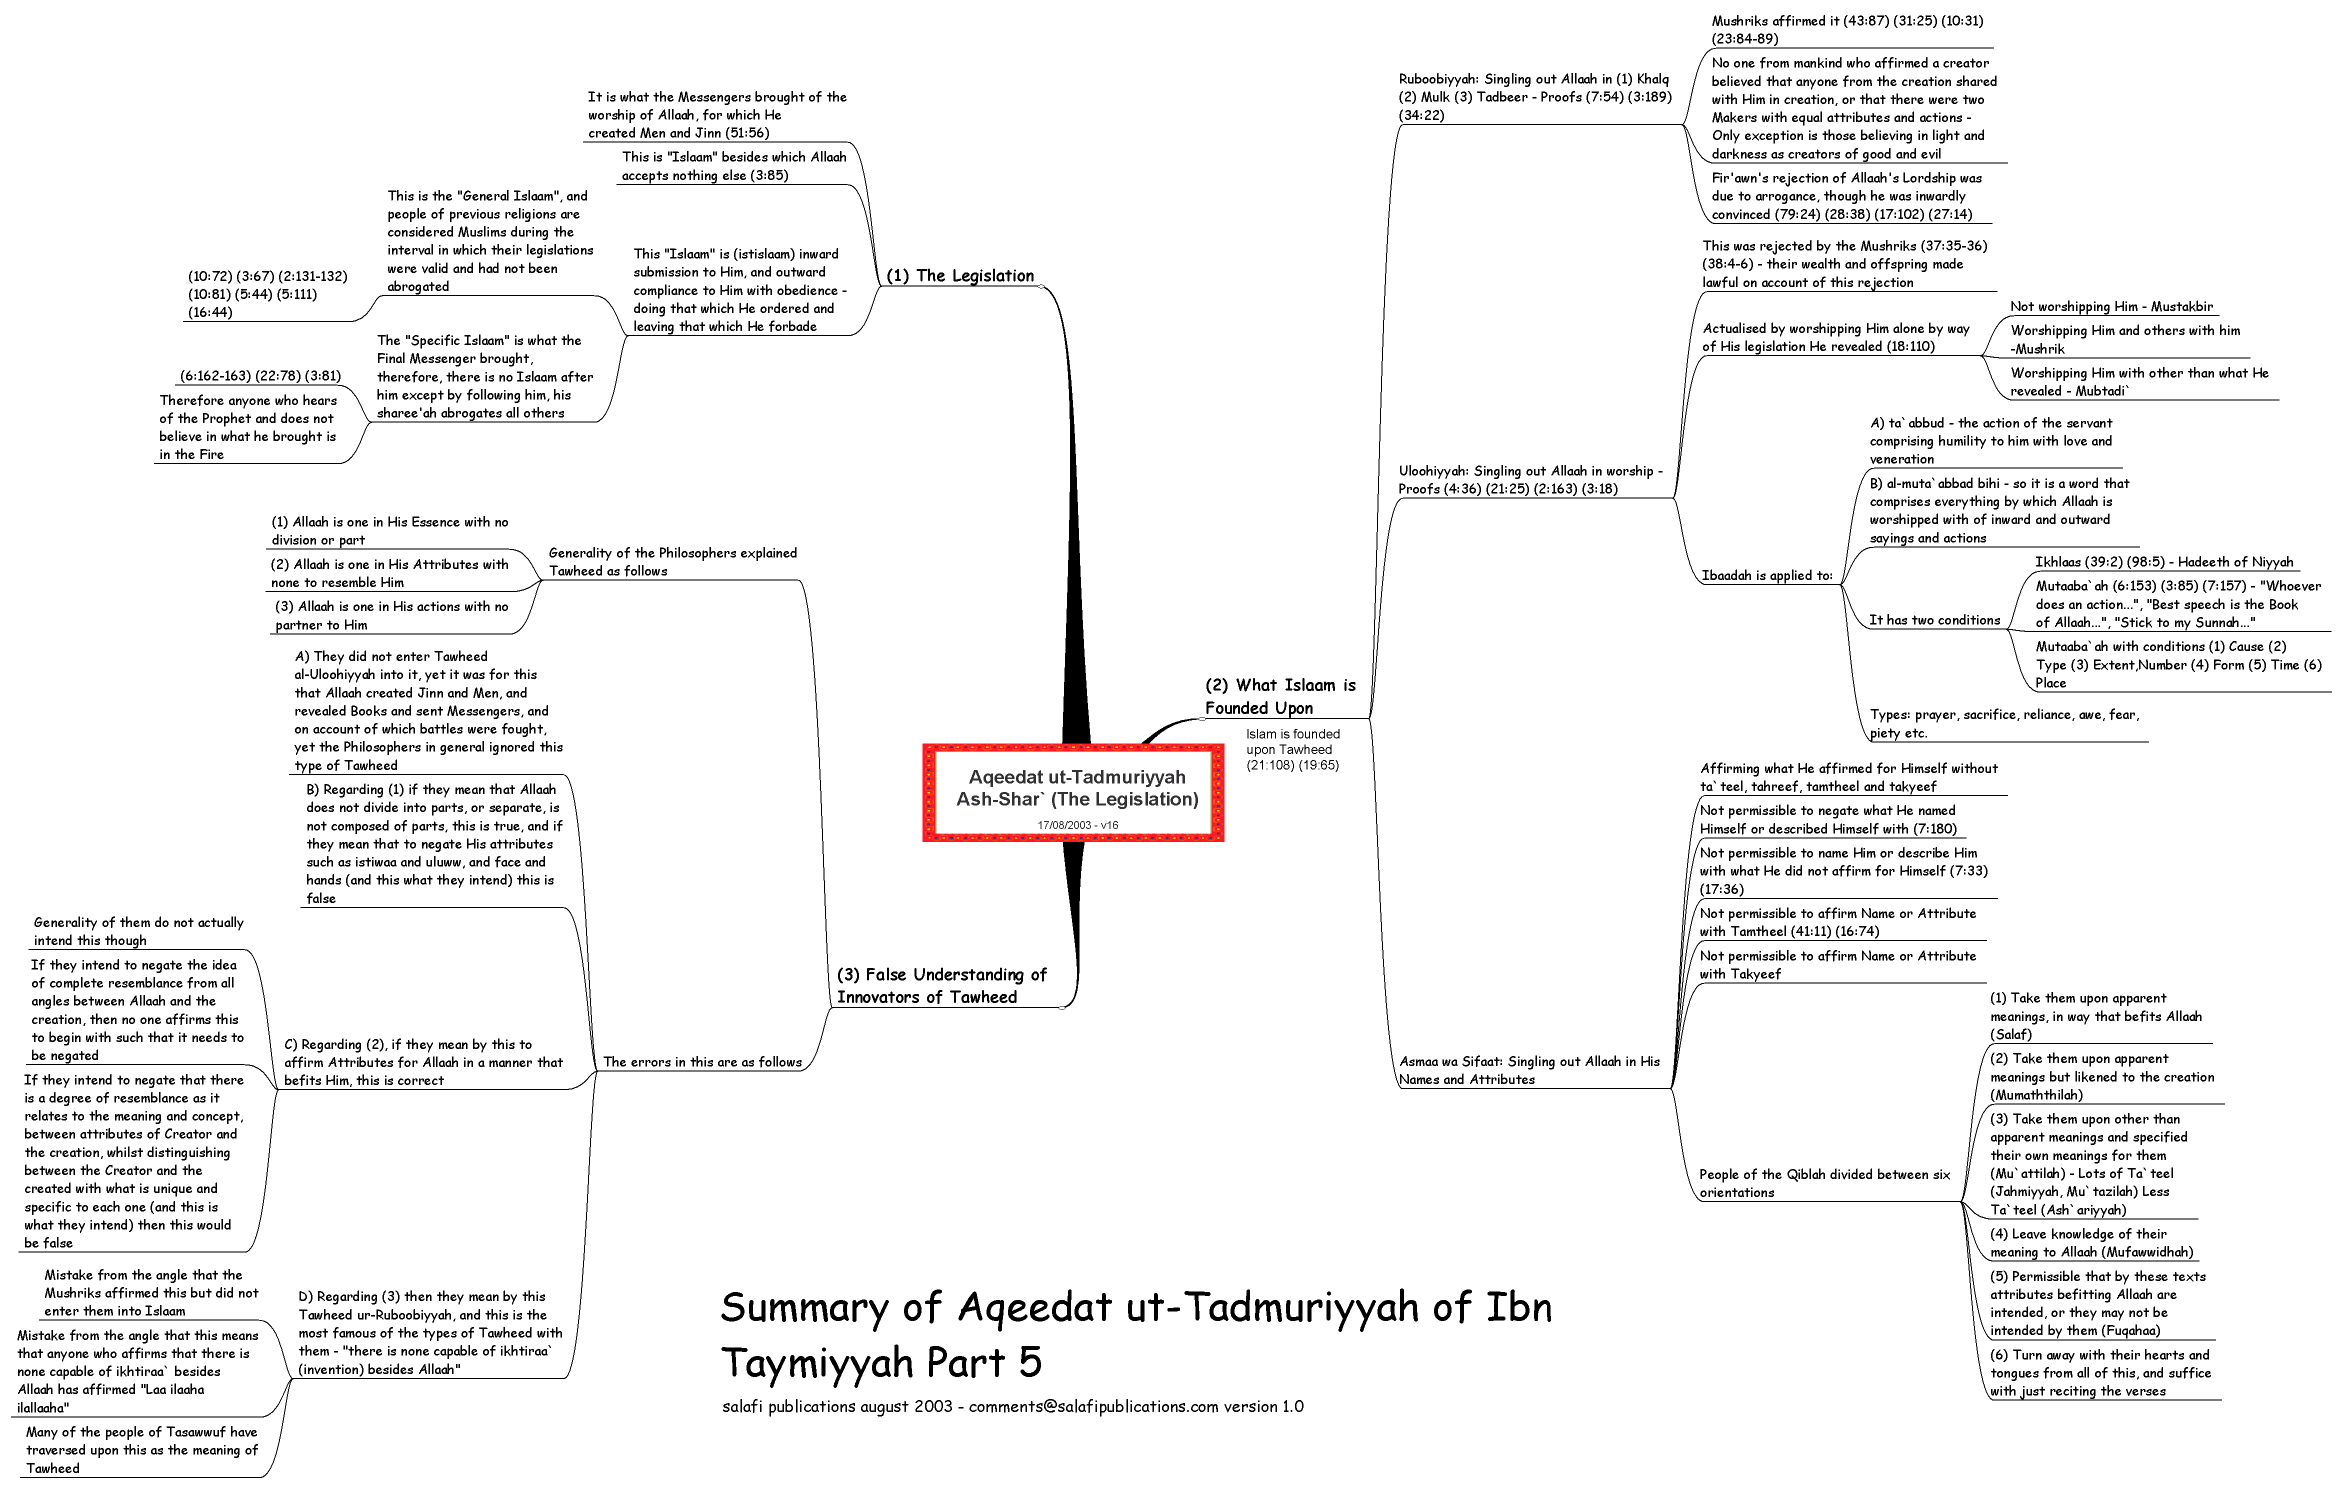 Aqeedat ut-Tadmuriyyah
Ash-Shar` (The Legislation)
17/08/2003 - v16
(1) The Legislation
It is what the Messengers brought of the
worship of Allaah, for which He
created Men and Jinn (51:56)
This is "Islaam" besides which Allaah
accepts nothing else (3:85)
This "Islaam" is (istislaam) inward
submission to Him, and outward
compliance to Him with obedience -
doing that which He ordered and
leaving that which He forbade
This is the "General Islaam", and
people of previous religions are
considered Muslims during the
interval in which their legislations
were valid and had not been
abrogated
(10:72) (3:67) (2:131-132)
(10:81) (5:44) (5:111)
(16:44)
The "Specific Islaam" is what the
Final Messenger brought,
therefore, there is no Islaam after
him except by following him, his
sharee'ah abrogates all others
(6:162-163) (22:78) (3:81)
Therefore anyone who hears
of the Prophet and does not
believe in what he brought is
in the Fire
(2) What Islaam is
Founded Upon
Islam is founded
upon Tawheed
(21:108) (19:65)
Ruboobiyyah: Singling out Allaah in (1) Khalq
(2) Mulk (3) Tadbeer - Proofs (7:54) (3:189)
(34:22)
Mushriks affirmed it (43:87) (31:25) (10:31)
(23:84-89)
No one from mankind who affirmed a creator
believed that anyone from the creation shared
with Him in creation, or that there were two
Makers with equal attributes and actions -
Only exception is those believing in light and
darkness as creators of good and evil
Fir'awn's rejection of Allaah's Lordship was
due to arrogance, though he was inwardly
convinced (79:24) (28:38) (17:102) (27:14)
Uloohiyyah: Singling out Allaah in worship -
Proofs (4:36) (21:25) (2:163) (3:18)
This was rejected by the Mushriks (37:35-36)
(38:4-6) - their wealth and offspring made
lawful on account of this rejection
Actualised by worshipping Him alone by way
of His legislation He revealed (18:110)
Not worshipping Him - Mustakbir
Worshipping Him and others with him
-Mushrik
Worshipping Him with other than what He
revealed - Mubtadi`
Ibaadah is applied to:
A) ta`abbud - the action of the servant
comprising humility to him with love and
veneration
B) al-muta`abbad bihi - so it is a word that
comprises everything by which Allaah is
worshipped with of inward and outward
sayings and actions
It has two conditions
Ikhlaas (39:2) (98:5) - Hadeeth of Niyyah
Mutaaba`ah (6:153) (3:85) (7:157) - "Whoever
does an action...", "Best speech is the Book
of Allaah...", "Stick to my Sunnah..."
Mutaaba`ah with conditions (1) Cause (2)
Type (3) Extent,Number (4) Form (5) Time (6)
Place
Types: prayer, sacrifice, reliance, awe, fear,
piety etc.
Asmaa wa Sifaat: Singling out Allaah in His
Names and Attributes
Affirming what He affirmed for Himself without
ta`teel, tahreef, tamtheel and takyeef
Not permissible to negate what He named
Himself or described Himself with (7:180)
Not permissible to name Him or describe Him
with what He did not affirm for Himself (7:33)
(17:36)
Not permissible to affirm Name or Attribute
with Tamtheel (41:11) (16:74)
Not permissible to affirm Name or Attribute
with Takyeef
People of the Qiblah divided between six
orientations
(1) Take them upon apparent
meanings, in way that befits Allaah
(Salaf)
(2) Take them upon apparent
meanings but likened to the creation
(Mumaththilah)
(3) Take them upon other than
apparent meanings and specified
their own meanings for them
(Mu`attilah) - Lots of Ta`teel
(Jahmiyyah, Mu`tazilah) Less
Ta`teel (Ash`ariyyah)
(4) Leave knowledge of their
meaning to Allaah (Mufawwidhah)
(5) Permissible that by these texts
attributes befitting Allaah are
intended, or they may not be
intended by them (Fuqahaa)
(6) Turn away with their hearts and
tongues from all of this, and suffice
with just reciting the verses
(3) False Understanding of
Innovators of Tawheed
Generality of the Philosophers explained
Tawheed as follows
(1) Allaah is one in His Essence with no
division or part
(2) Allaah is one in His Attributes with
none to resemble Him
(3) Allaah is one in His actions with no
partner to Him
The errors in this are as follows
A) They did not enter Tawheed
al-Uloohiyyah into it, yet it was for this
that Allaah created Jinn and Men, and
revealed Books and sent Messengers, and
on account of which battles were fought,
yet the Philosophers in general ignored this
type of Tawheed
B) Regarding (1) if they mean that Allaah
does not divide into parts, or separate, is
not composed of parts, this is true, and if
they mean that to negate His attributes
such as istiwaa and uluww, and face and
hands (and this what they intend) this is
false
C) Regarding (2), if they mean by this to
affirm Attributes for Allaah in a manner that
befits Him, this is correct
Generality of them do not actually
intend this though
If they intend to negate the idea
of complete resemblance from all
angles between Allaah and the
creation, then no one affirms this
to begin with such that it needs to
be negated
If they intend to negate that there
is a degree of resemblance as it
relates to the meaning and concept,
between attributes of Creator and
the creation, whilst distinguishing
between the Creator and the
created with what is unique and
specific to each one (and this is
what they intend) then this would
be false
D) Regarding (3) then they mean by this
Tawheed ur-Ruboobiyyah, and this is the
most famous of the types of Tawheed with
them - "there is none capable of ikhtiraa`
(invention) besides Allaah"
Mistake from the angle that the
Mushriks affirmed this but did not
enter them into Islaam
Mistake from the angle that this means
that anyone who affirms that there is
none capable of ikhtiraa` besides
Allaah has affirmed "Laa ilaaha
ilallaaha"
Many of the people of Tasawwuf have
traversed upon this as the meaning of
Tawheed
Summary of Aqeedat ut-Tadmuriyyah of Ibn
Taymiyyah Part 5
salafi publications august 2003 - comments@salafipublications.com version 1.0